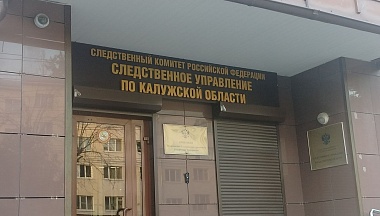 СЛЕДСТВЕННЫЙ КОМИТЕТ РОССИЙСКОЙ ФЕДЕРАЦИИ
СЛЕДСТВЕННОЕ УПРАВЛЕНИЕ
ПО КАЛУЖСКОЙ ОБЛАСТИ